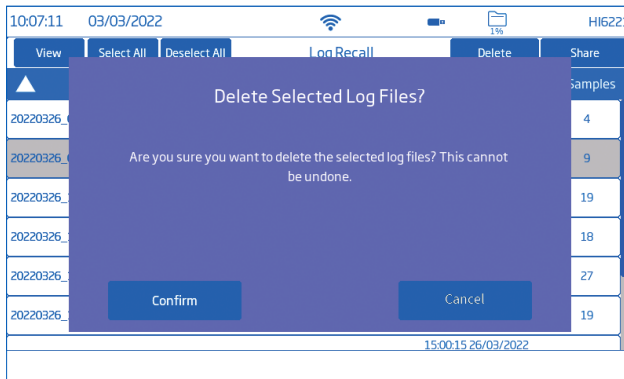 10:07:11 03/03/2022 1% HI622
View Select All Deselect All Log Recall Delete Share
Samples
Delete Selected Log Files?
Are you sure you want to delete the selected log files? This cannot
be undone.
20220326_ 4
20220326_ 9
20220326_ 19
20220326_ 18
20220326_ 27
20220326_ 19
Confirm Cancel
15:00:15 26/03/2022